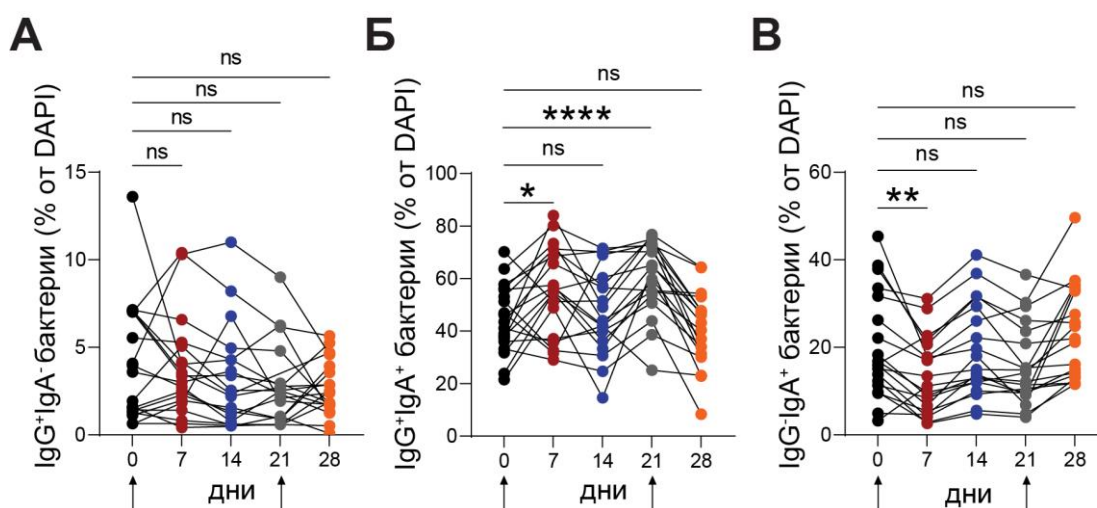 А
ns
ns
ns
ns
IgG⁺IgA⁻ бактерии (% от DAPI)
15
10
5
0
0 7 14 21 28
дни
Б
ns
****
ns
*
IgG⁺IgA⁺ бактерии (% от DAPI)
100
80
60
40
20
0
0 7 14 21 28
дни
В
ns
ns
ns
**
IgG⁻IgA⁺ бактерии (% от DAPI)
60
40
20
0
0 7 14 21 28
дни